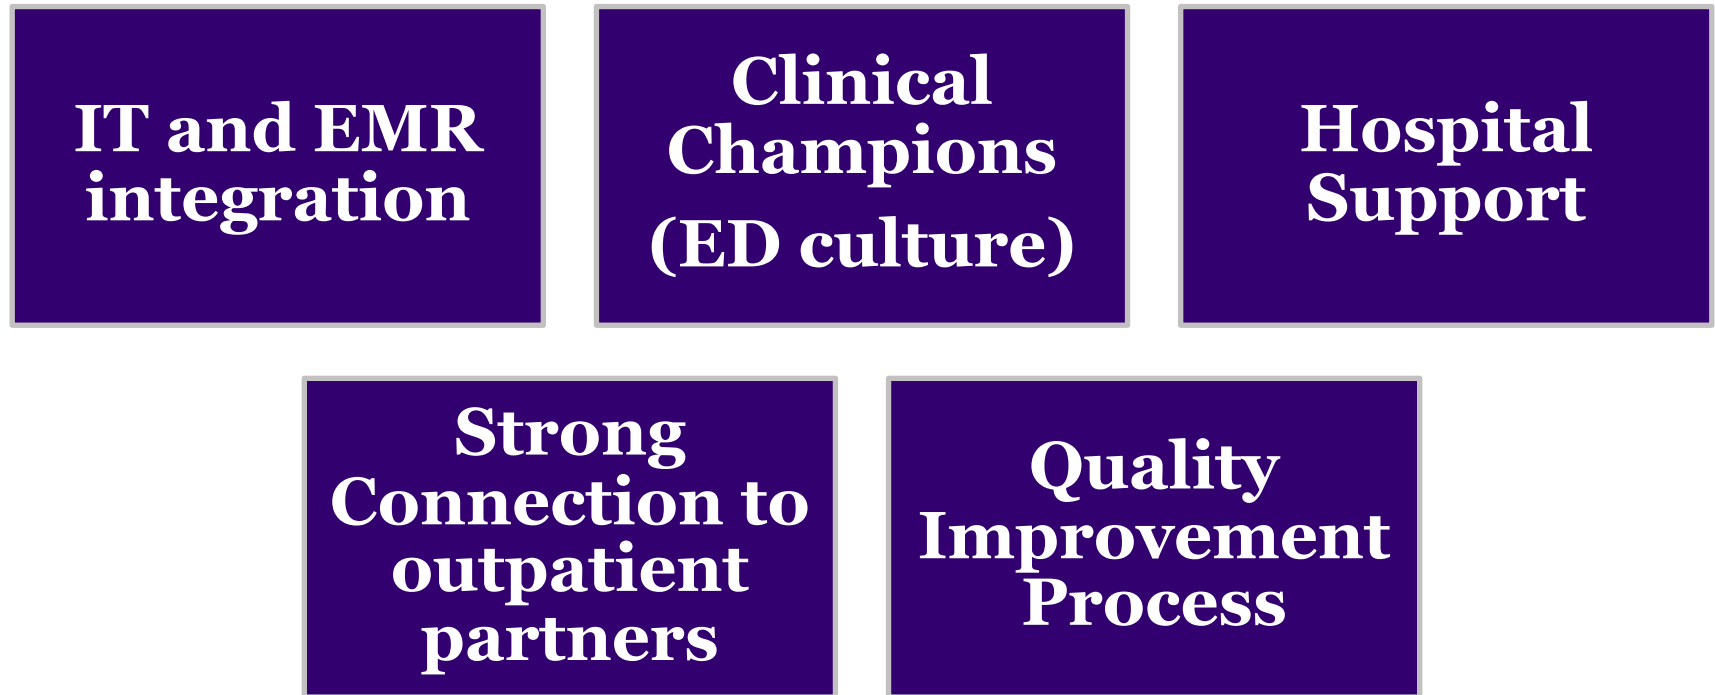 IT and EMR
integration
Clinical
Champions
(ED culture)
Hospital
Support
Strong
Connection to
outpatient
partners
Quality
Improvement
Process